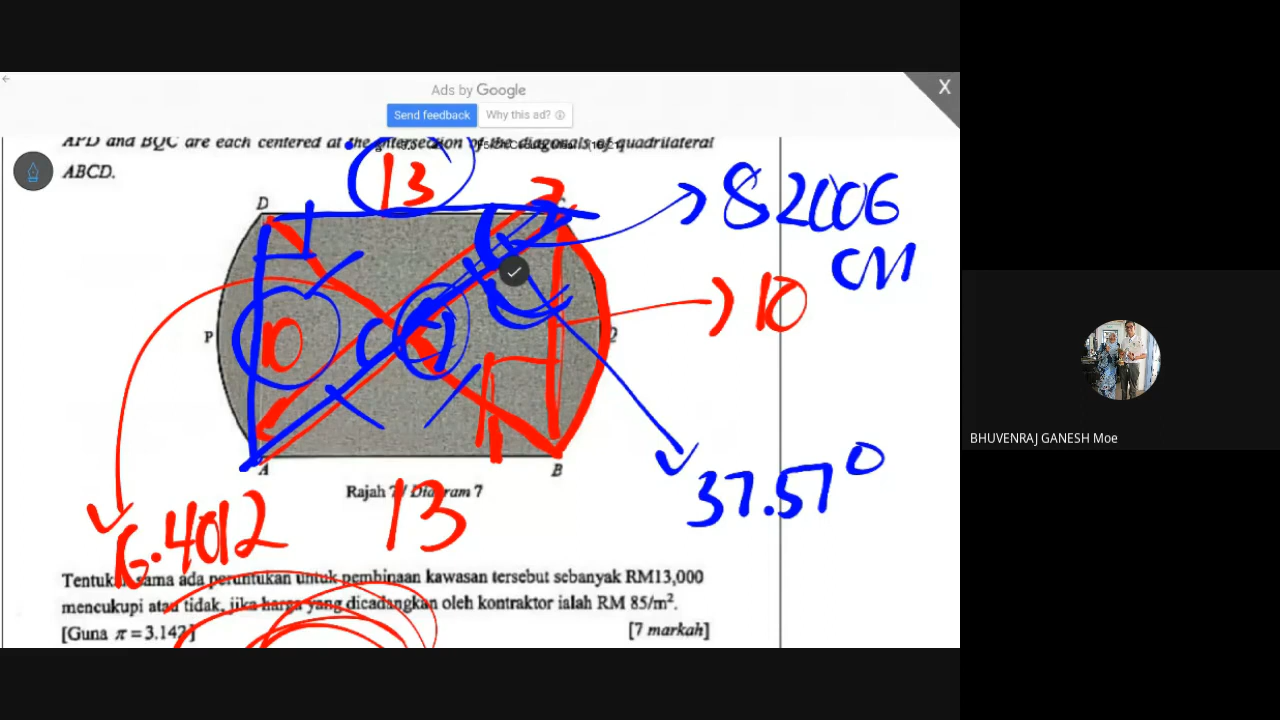 Ads by Google
Send feedback
Why this ad?
X
APD and BQC are each centered at the intersection of the diagonals of quadrilateral
ABCD.
13
D
C
8.2006
CM
10
10
P
Q
A
B
37.57°
Rajah 7 / Diagram 7
13
6.4012
Tentukan sama ada peruntukan untuk pembinaan kawasan tersebut sebanyak RM13,000
mencukupi atau tidak, jika harga yang dicadangkan oleh kontraktor ialah RM 85/m².
[Guna π = 3.142]
[7 markah]
BHUVENRAJ GANESH Moe